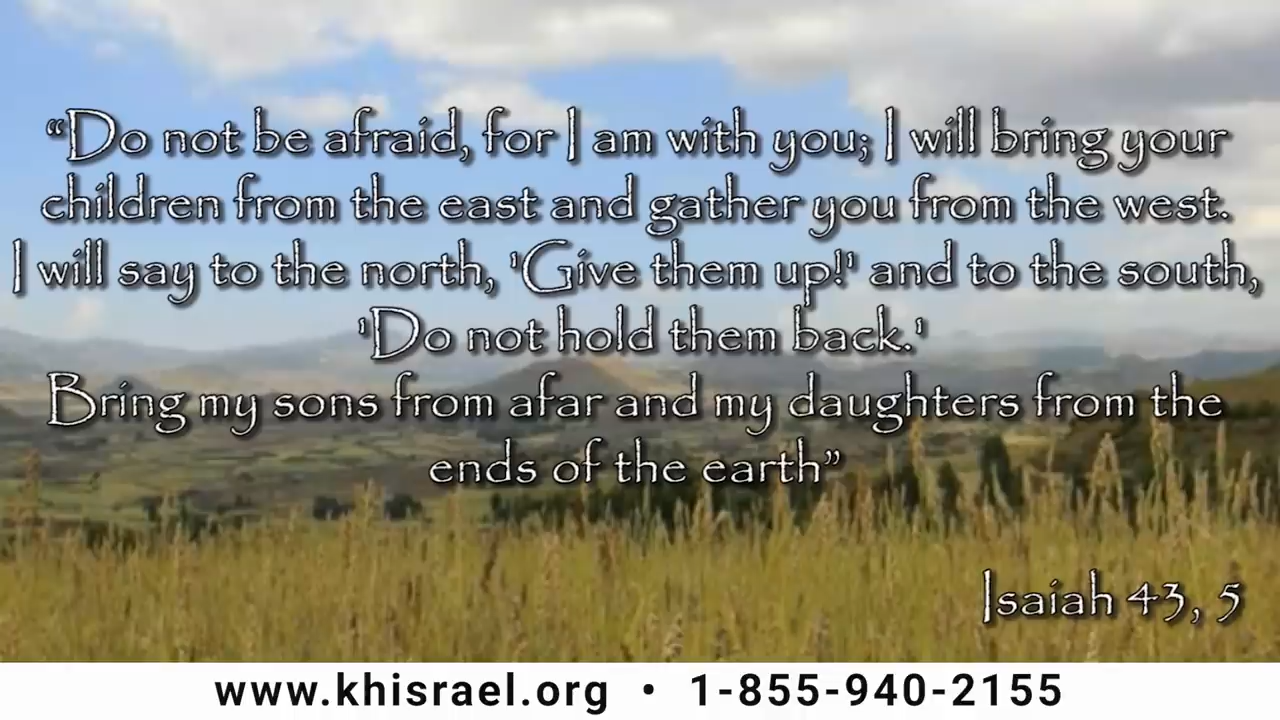 “Do not be afraid, for I am with you; I will bring your
children from the east and gather you from the west.
I will say to the north, 'Give them up!' and to the south,
'Do not hold them back.'
Bring my sons from afar and my daughters from the
ends of the earth”
Isaiah 43, 5
www.khisrael.org • 1-855-940-2155